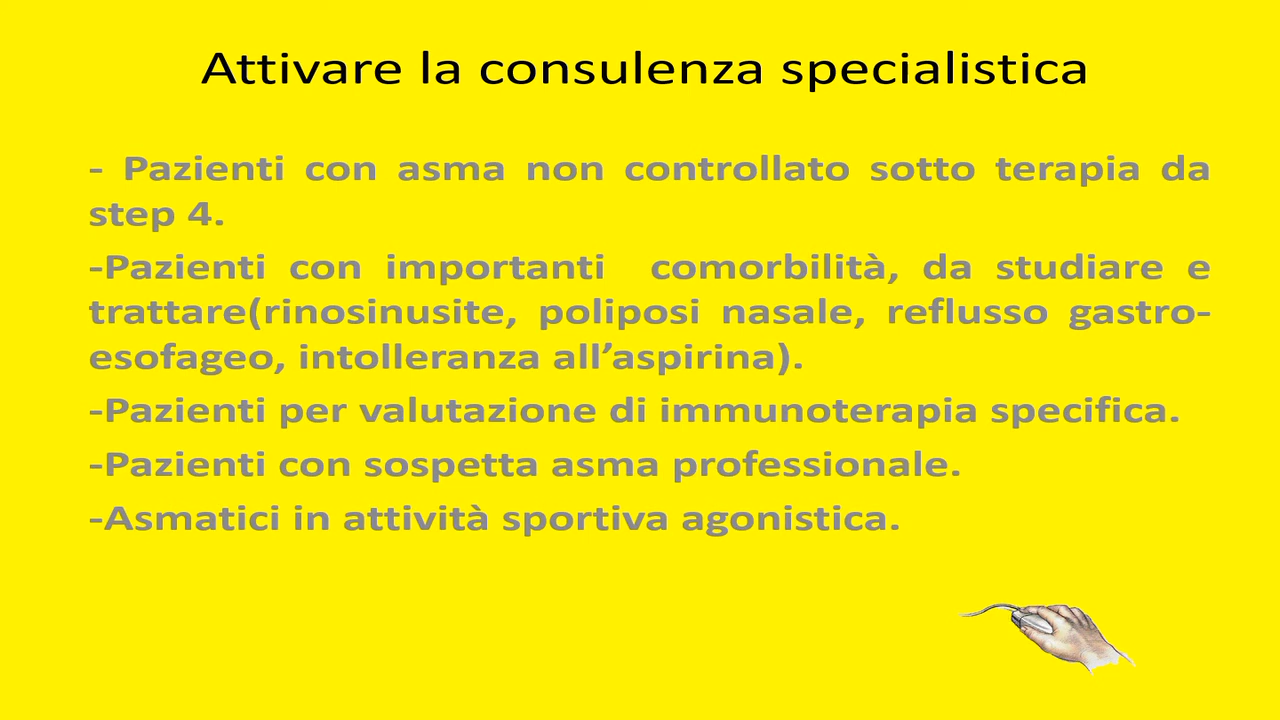 Attivare la consulenza specialistica
- Pazienti con asma non controllato sotto terapia da
step 4.
-Pazienti con importanti  comorbilità, da studiare e
trattare(rinosinusite, poliposi nasale, reflusso gastro-
esofageo, intolleranza all’aspirina).
-Pazienti per valutazione di immunoterapia specifica.
-Pazienti con sospetta asma professionale.
-Asmatici in attività sportiva agonistica.